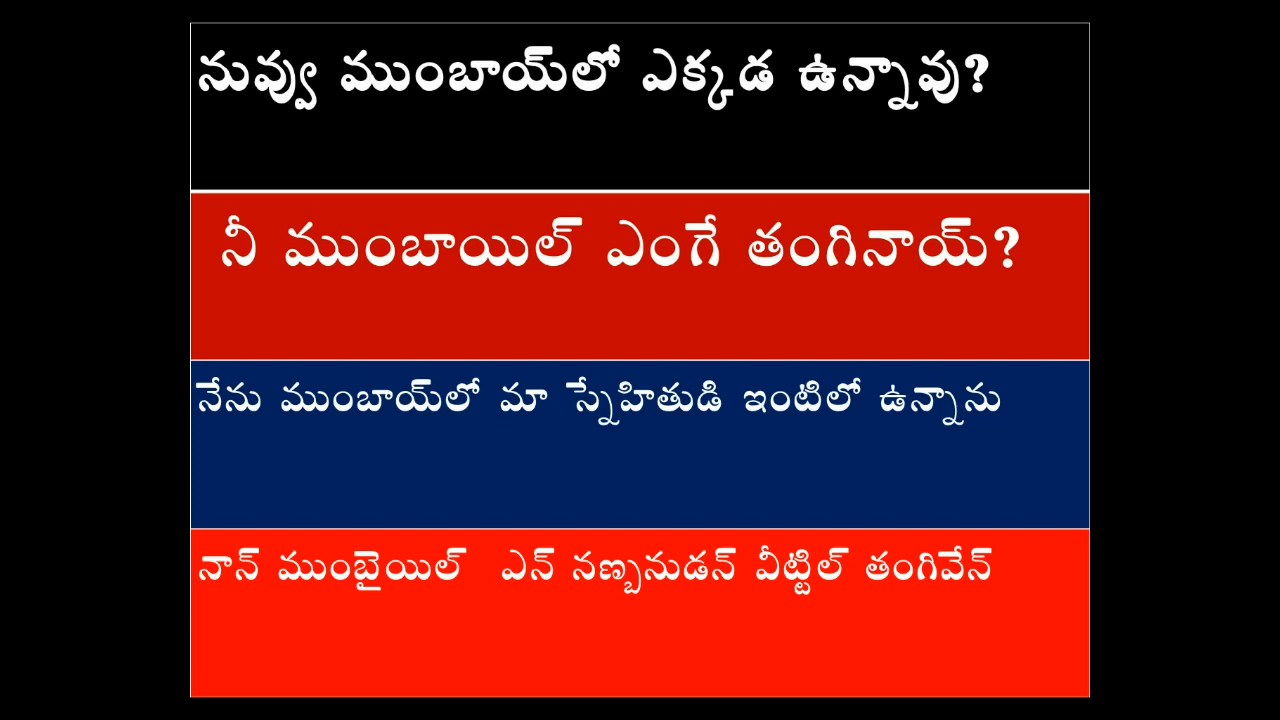 నువ్వు ముంబాయ్‌లో ఎక్కడ ఉన్నావు?
నీ ముంబాయిల్ ఎంగే తంగినాయ్?
నేను ముంబాయ్‌లో మా స్నేహితుడి ఇంటిలో ఉన్నాను
నాన్ ముంబైయిల్ ఎన్ నణ్బనుడన్ వీట్టిల్ తంగివేన్